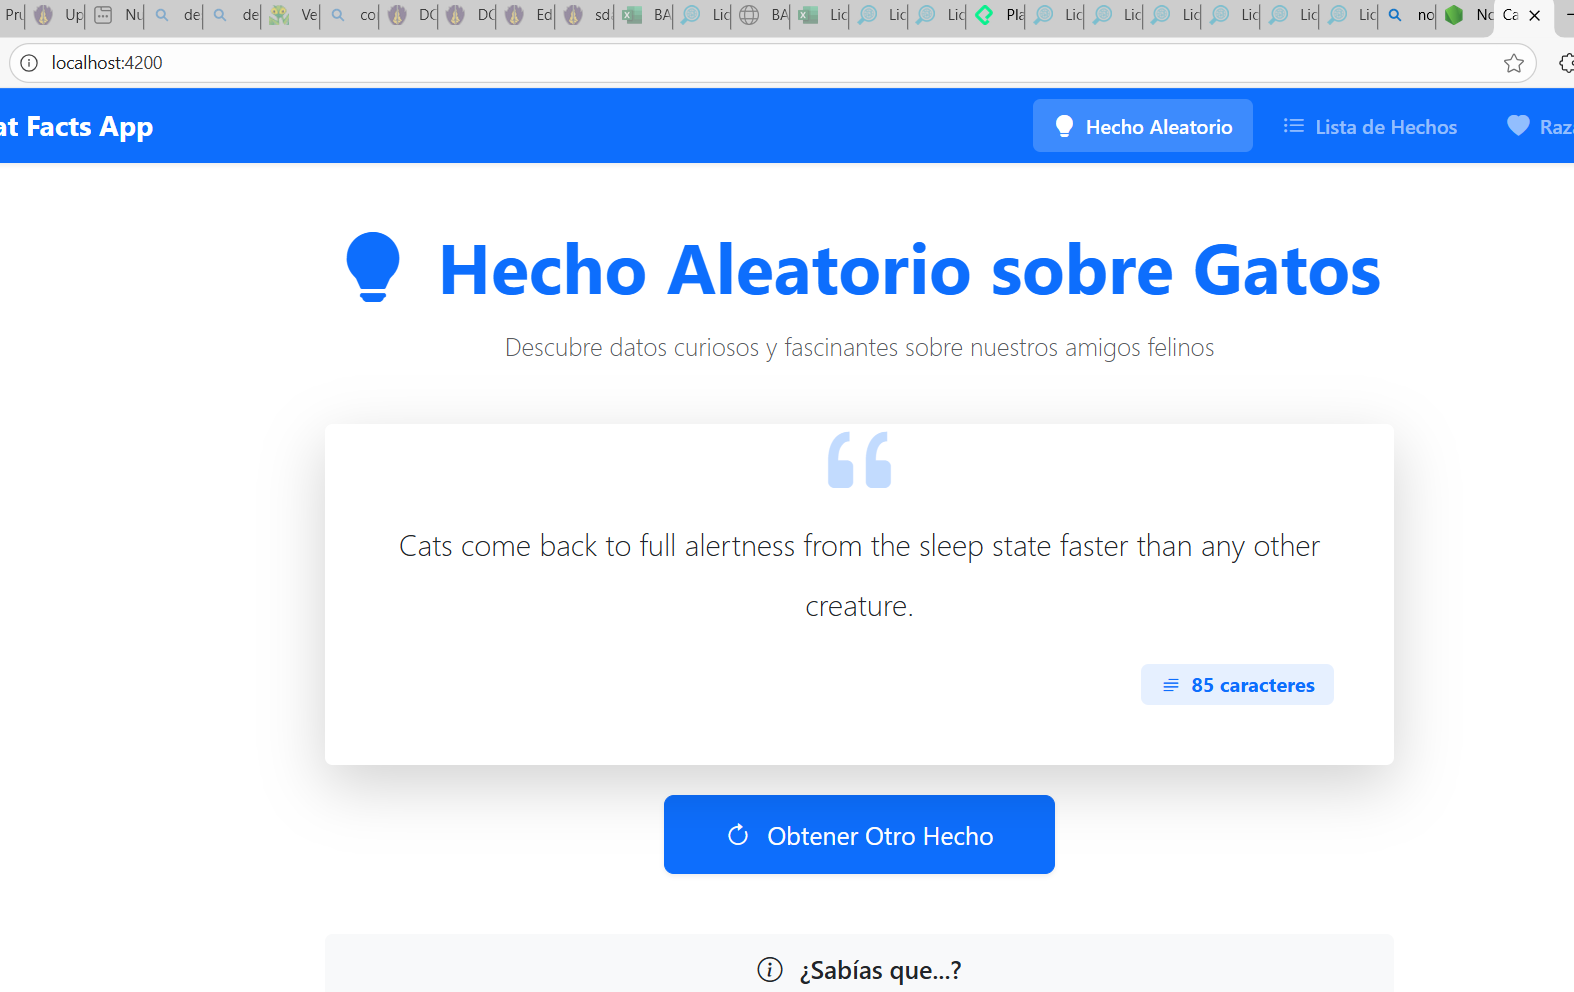 Pru Up Nu de de Ve co DC DC Ed sd BA Lic BA Lic Lic Lic Pla Lic Lic Lic Lic Lic Lic no No Ca
localhost:4200
at Facts App Hecho Aleatorio Lista de Hechos Raza
Hecho Aleatorio sobre Gatos
Descubre datos curiosos y fascinantes sobre nuestros amigos felinos
Cats come back to full alertness from the sleep state faster than any other
creature.
85 caracteres
Obtener Otro Hecho
¿Sabías que...?